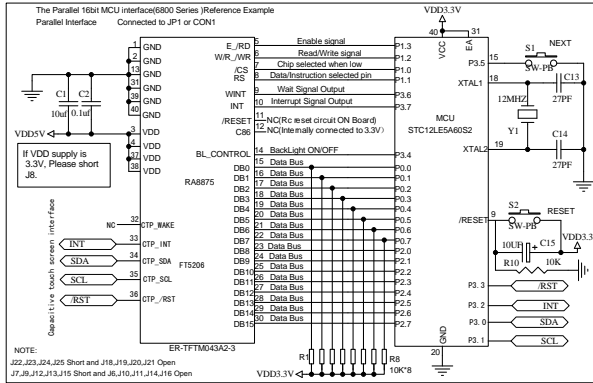 The Parallel 16bit MCU interface(6800 Series )Reference Example
Parallel Interface Connected to JP1 or CON1
1 GND
2 GND
13 GND
31 GND
39 GND
40 GND
C1 C2
10uf 0.1uf
VDD5V
3 VDD
4 VDD
37 VDD
38 VDD
If VDD supply is
3.3V, Please short
J8.
Capacitive touch screen interface
NC 32 CTP_WAKE
INT 33 CTP_INT
SDA 34 CTP_SDA
SCL 35 CTP_SCL
/RST 36 CTP_/RST
RA8875
FT5206
ER-TFTM043A2-3
E_/RD 5 Enable signal P1.3
W/R_/WR 6 Read/Write signal P1.2
/CS 7 Chip selected when low P1.0
RS 8 Data/Instruction selected pin P1.1
WINT 9 Wait Signal Output P3.6
INT 10 Interrupt Signal Output P3.7
/RESET 11 NC(Rc reset circuit ON Board)
C86 12 NC(Internally connected to 3.3V)
BL_CONTROL 14 BackLight ON/OFF P3.4
DB0 15 Data Bus P0.0
DB1 16 Data Bus P0.1
DB2 17 Data Bus P0.2
DB3 18 Data Bus P0.3
DB4 19 Data Bus P0.4
DB5 20 Data Bus P0.5
DB6 21 Data Bus P0.6
DB7 22 Data Bus P0.7
DB8 23 Data Bus P2.0
DB9 24 Data Bus P2.1
DB10 25 Data Bus P2.2
DB11 26 Data Bus P2.3
DB12 27 Data Bus P2.4
DB13 28 Data Bus P2.5
DB14 29 Data Bus P2.6
DB15 30 Data Bus P2.7
R1 R8
10K*8
VDD3.3V
VDD3.3V
40 31
VCC EA
MCU
STC12LE5A60S2
GND
20
P3.5 15 S1 NEXT
SW-PB
XTAL1 18 C13
27PF
12MHZ
Y1
XTAL2 19 C14
27PF
/RESET 9 S2 RESET
SW-PB
10UF + C15 VDD3.3
R10 10K
P3. 3 /RST
P3. 2 INT
P3. 0 SDA
P3. 1 SCL
NOTE:
J22,J23,J24,J25 Short and J18,J19,J20,J21 Open
J7,J9,J12,J13,J15 Short and J6,J10,J11,J14,J16 Open